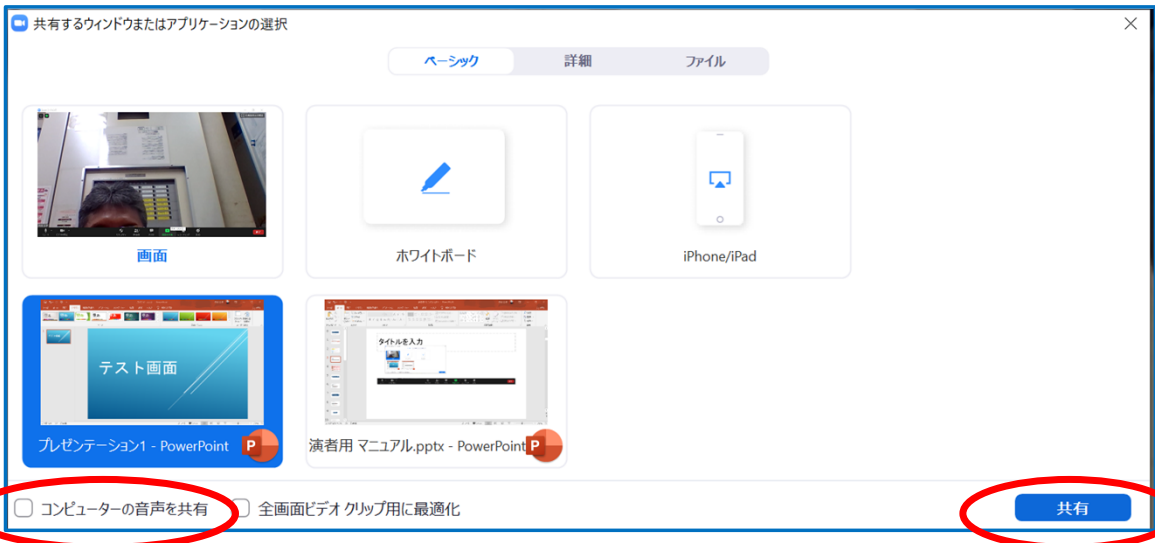 共有するウィンドウまたはアプリケーションの選択
ベーシック 詳細 ファイル
画面
ホワイトボード
iPhone/iPad
テスト画面
タイトルを入力
プレゼンテーション1 - PowerPoint
P
演者用 マニュアル.pptx - PowerPoint
P
コンピューターの音声を共有
全画面ビデオ クリップ用に最適化
共有